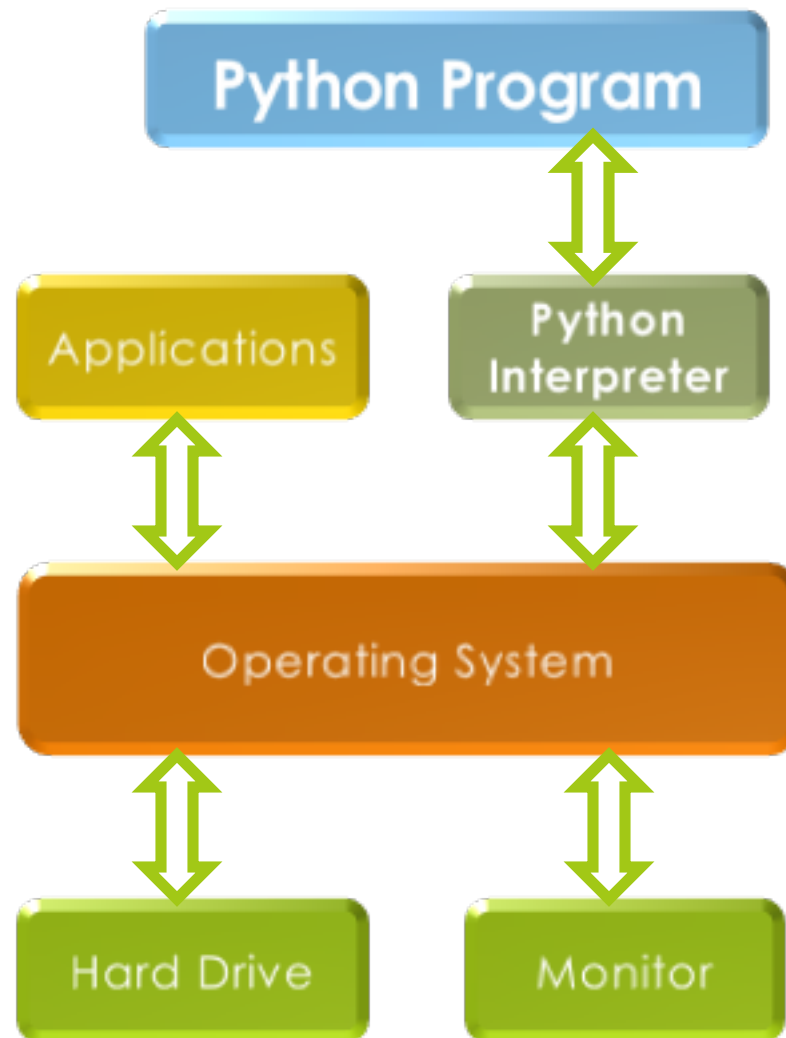 Python Program
Applications
Python
Interpreter
Operating System
Hard Drive
Monitor